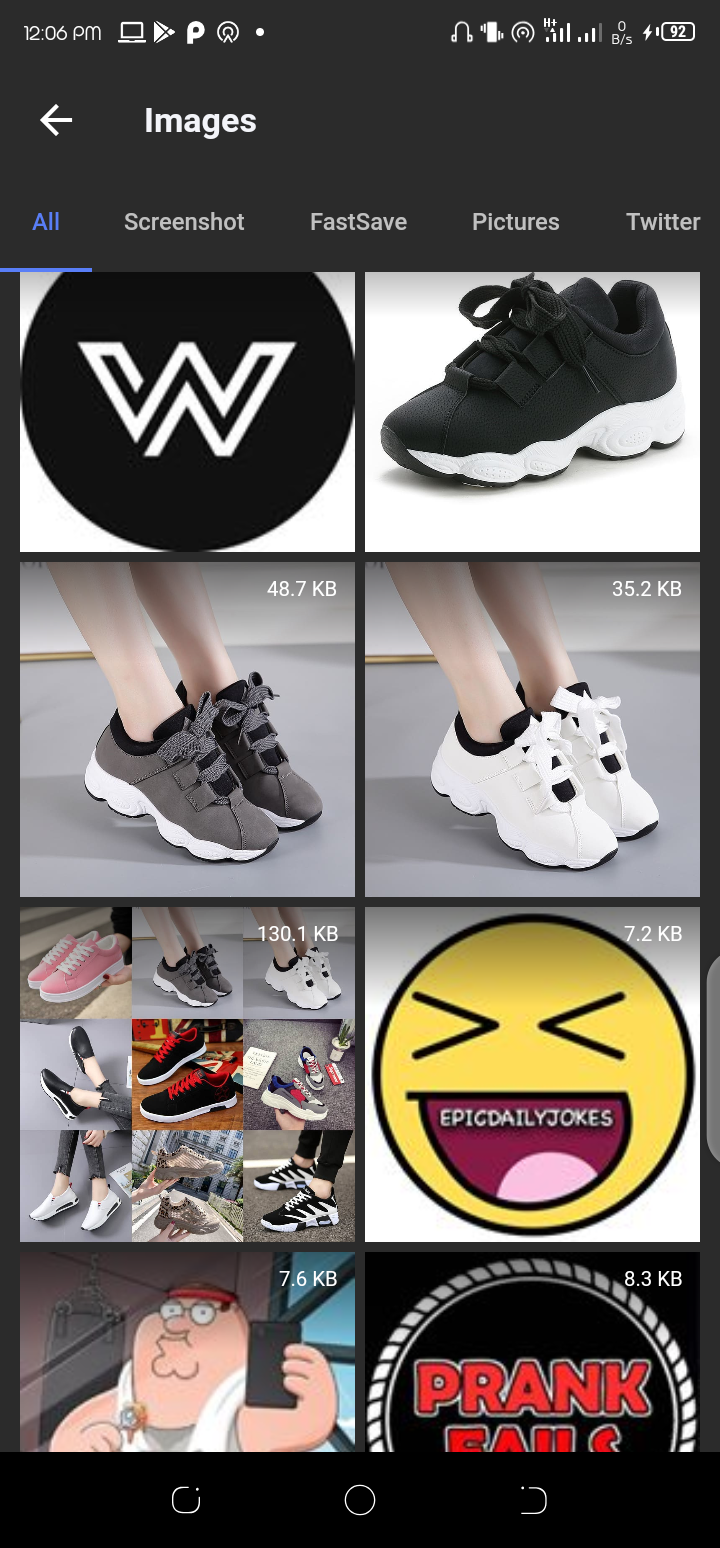 12:06 PM
H+
0
B/s
92
Images
All
Screenshot
FastSave
Pictures
Twitter
W
48.7 KB
35.2 KB
130.1 KB
7.2 KB
EPICDAILYJOKES
7.6 KB
8.3 KB
PRANK
FAILS